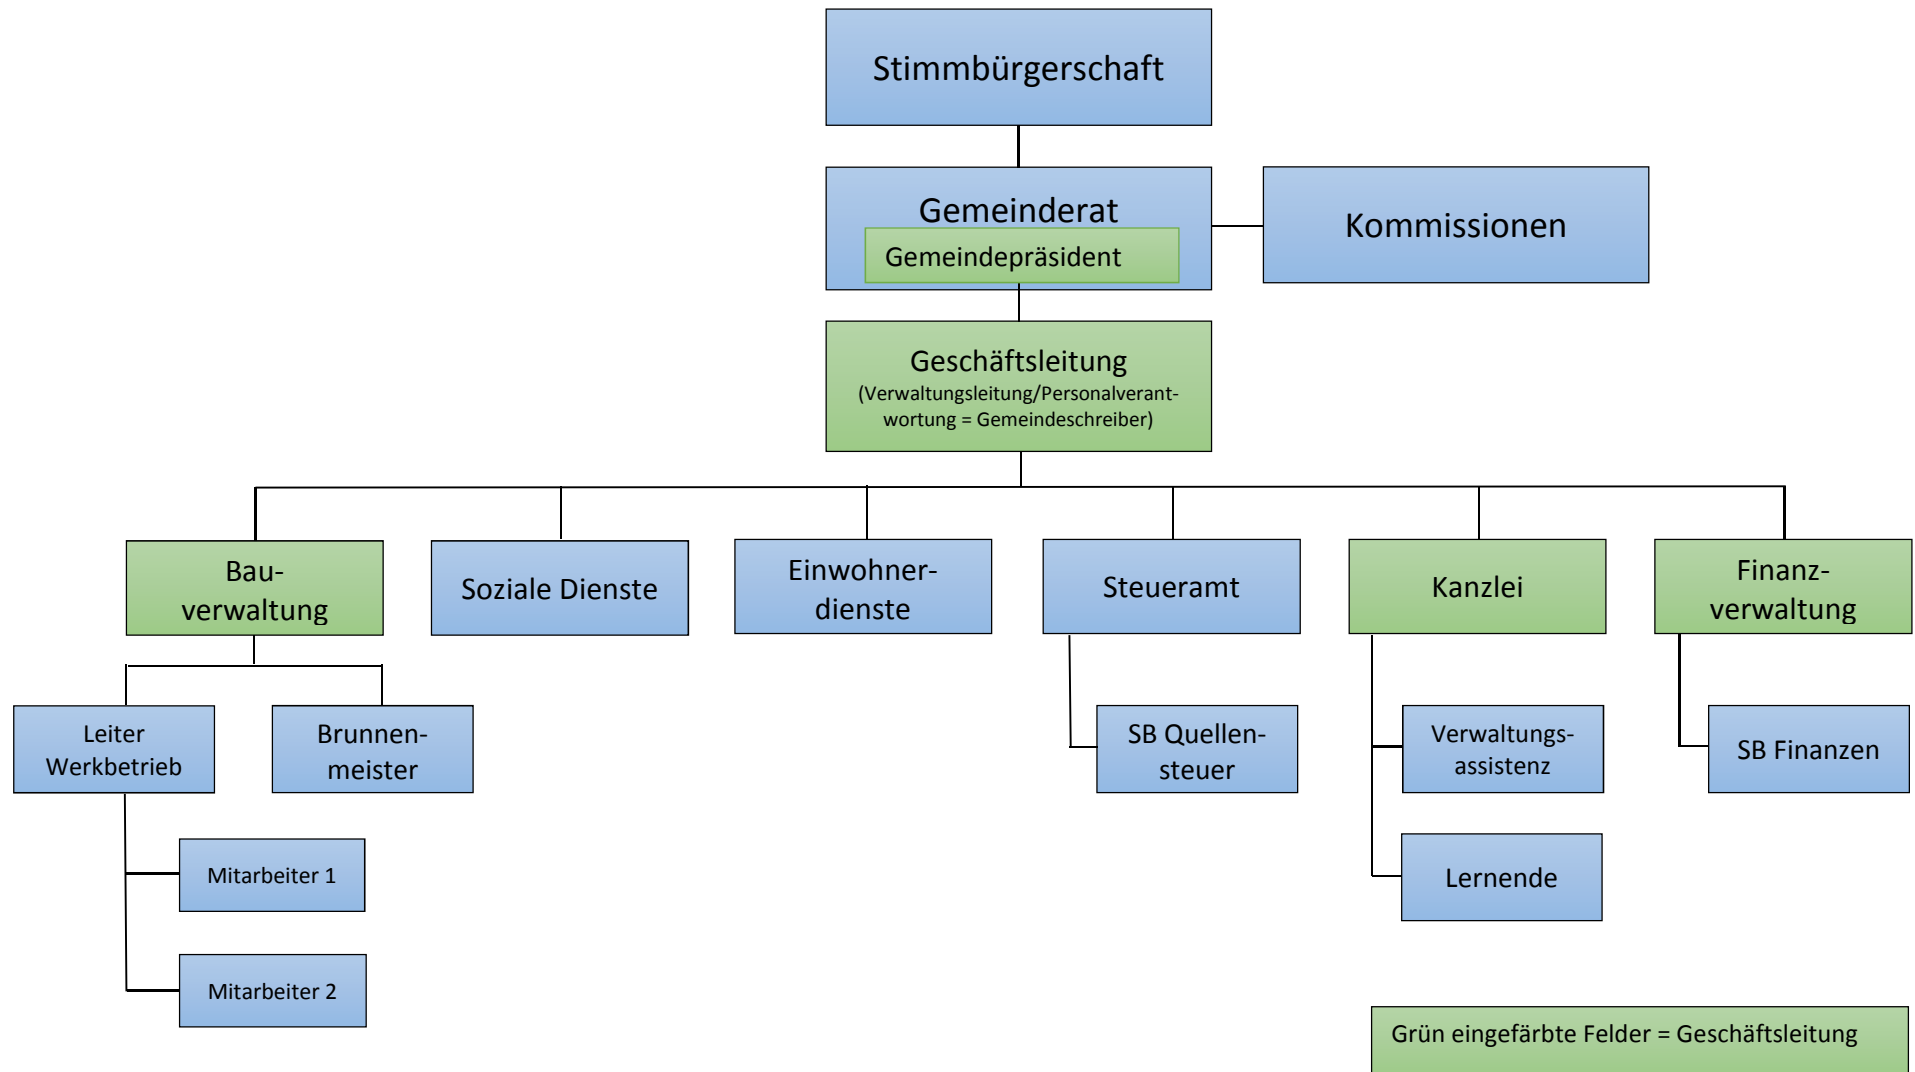 Stimmbürgerschaft
Gemeinderat
Gemeindepräsident
Kommissionen
Geschäftsleitung
(Verwaltungsleitung/Personalverant-
wortung = Gemeindeschreiber)
Bau-
verwaltung
Soziale Dienste
Einwohner-
dienste
Steueramt
Kanzlei
Finanz-
verwaltung
Leiter
Werkbetrieb
Brunnen-
meister
SB Quellen-
steuer
Verwaltungs-
assistenz
SB Finanzen
Mitarbeiter 1
Lernende
Mitarbeiter 2
Grün eingefärbte Felder = Geschäftsleitung